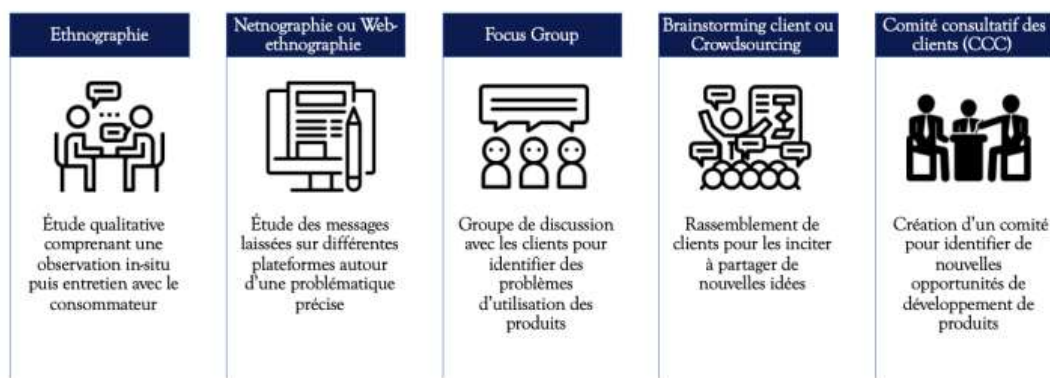 Ethnographie
Étude qualitative
comprenant une
observation in-situ
puis entretien avec le
consommateur
Netnographie ou Web-
ethnographie
Étude des messages
laissées sur différentes
plateformes autour
d'une problématique
précise
Focus Group
Groupe de discussion
avec les clients pour
identifier des
problèmes
d'utilisation des
produits
Brainstorming client ou
Crowdsourcing
Rassemblement de
clients pour les inciter
à partager de
nouvelles idées
Comité consultatif des
clients (CCC)
Création d'un comité
pour identifier de
nouvelles
opportunités de
développement de
produits